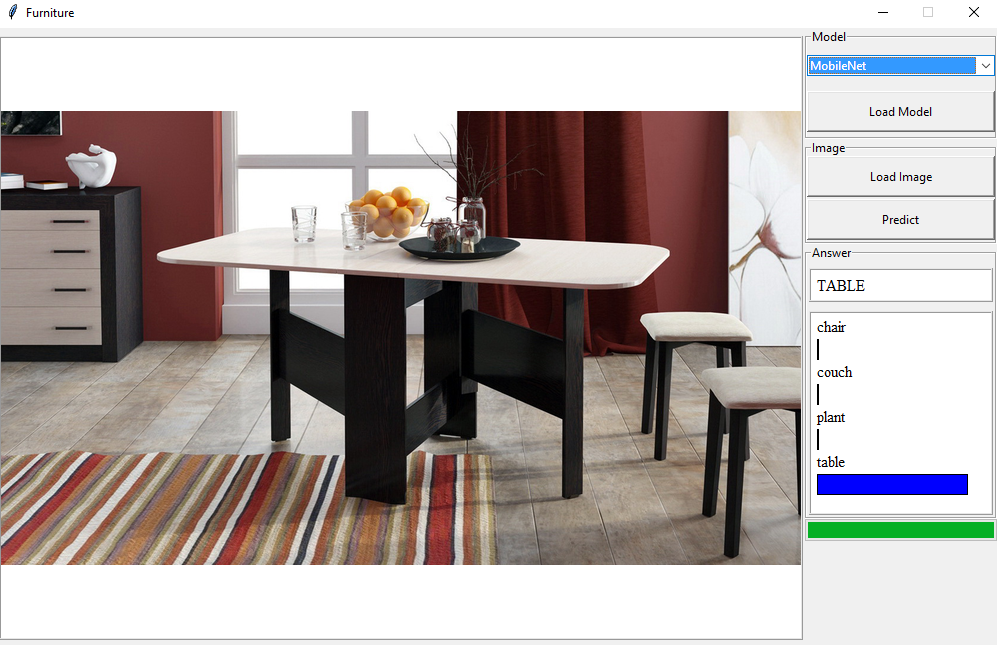 Furniture
Model
MobileNet
Load Model
Image
Load Image
Predict
Answer
TABLE
chair
couch
plant
table